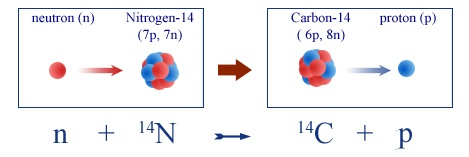 neutron (n)
Nitrogen-14
(7p, 7n)
Carbon-14
( 6p, 8n)
proton (p)
n + ¹⁴N → ¹⁴C + p